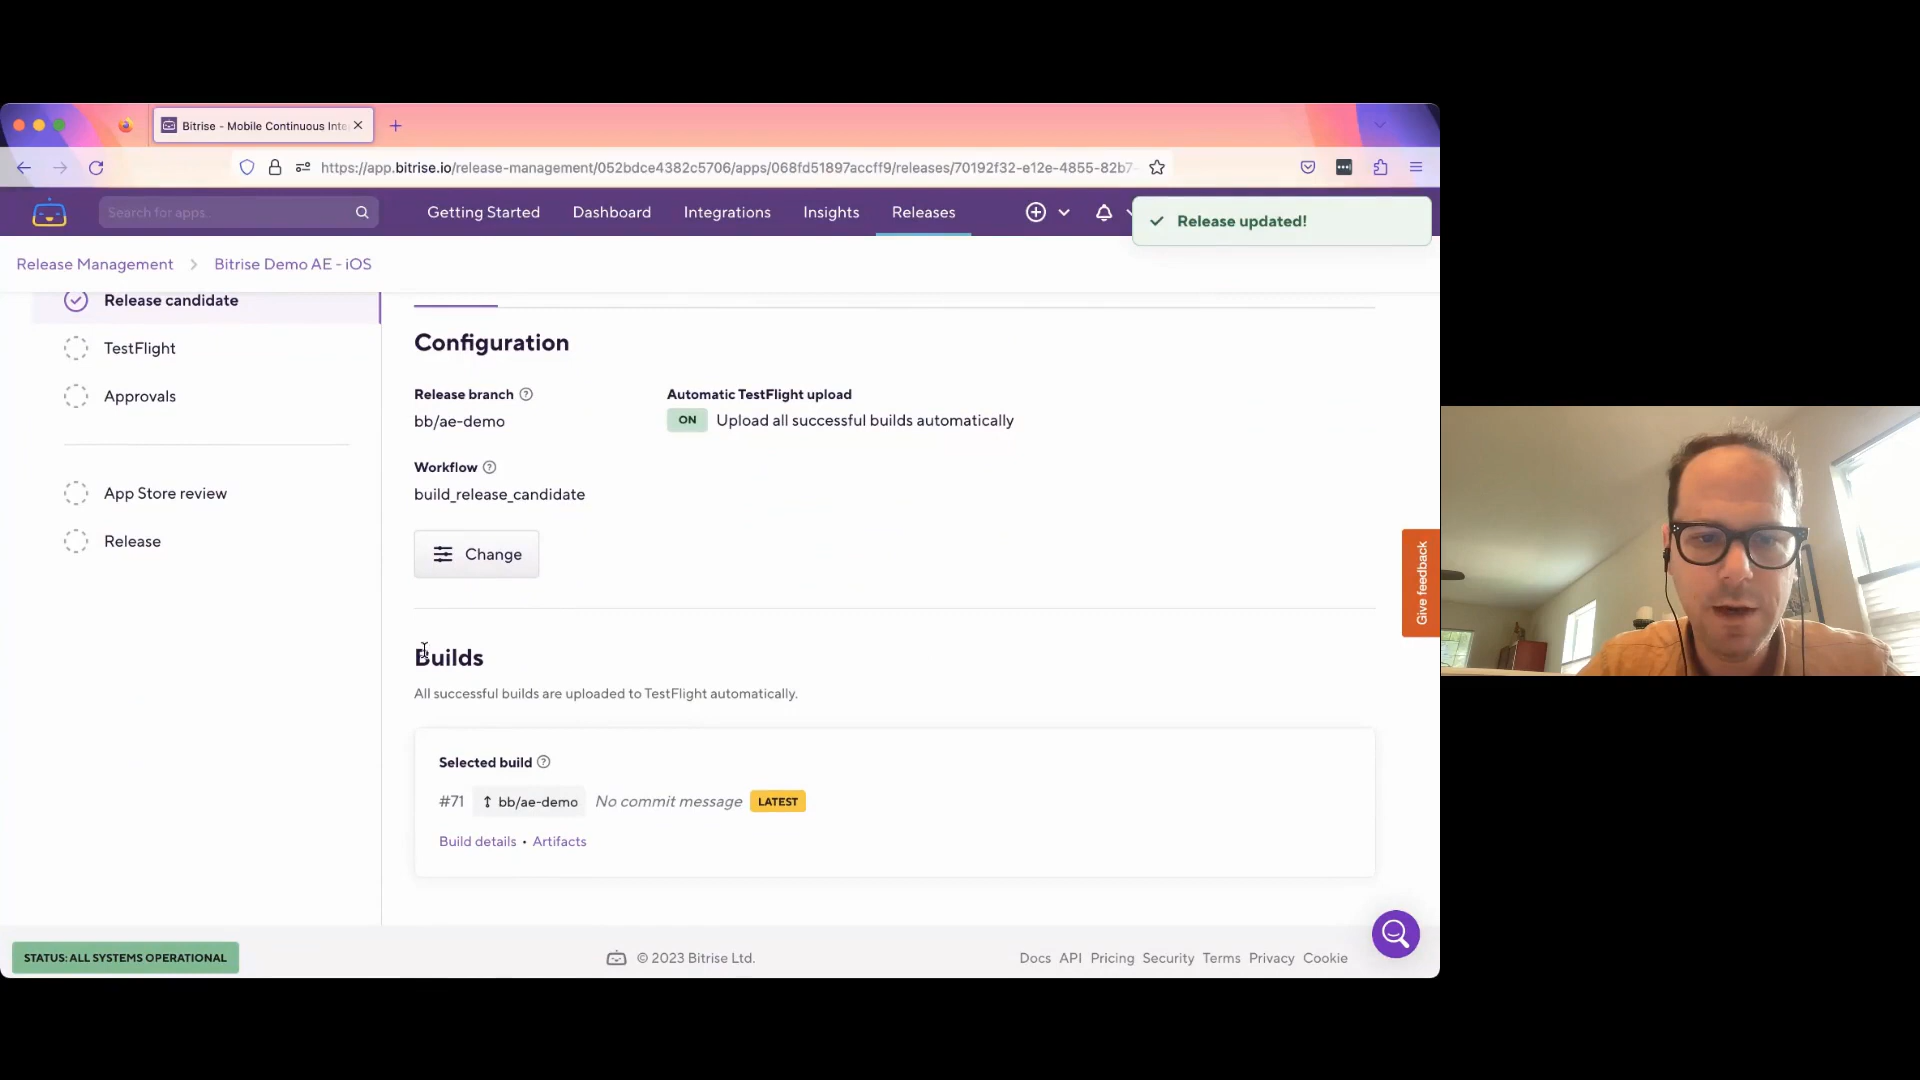 Bitrise - Mobile Continuous Inte
https://app.bitrise.io/release-management/052bdce4382c5706/apps/068fd51897accff9/releases/70192f32-e12e-4855-82b7-
Search for apps..
Getting Started
Dashboard
Integrations
Insights
Releases
Release updated!
Release Management
Bitrise Demo AE - iOS
Release candidate
TestFlight
Approvals
App Store review
Release
Configuration
Release branch
bb/ae-demo
Automatic TestFlight upload
ON Upload all successful builds automatically
Workflow
build_release_candidate
Change
Give feedback
Builds
All successful builds are uploaded to TestFlight automatically.
Selected build
#71 bb/ae-demo No commit message LATEST
Build details • Artifacts
STATUS: ALL SYSTEMS OPERATIONAL
© 2023 Bitrise Ltd.
Docs API Pricing Security Terms Privacy Cookie